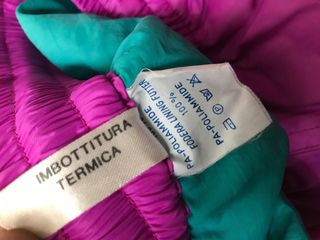 IMBOTTITURA
TERMICA
PA-POLIAMMIDE
FODERA LINING FUTTER
100 %
PA-POLIAMMIDE